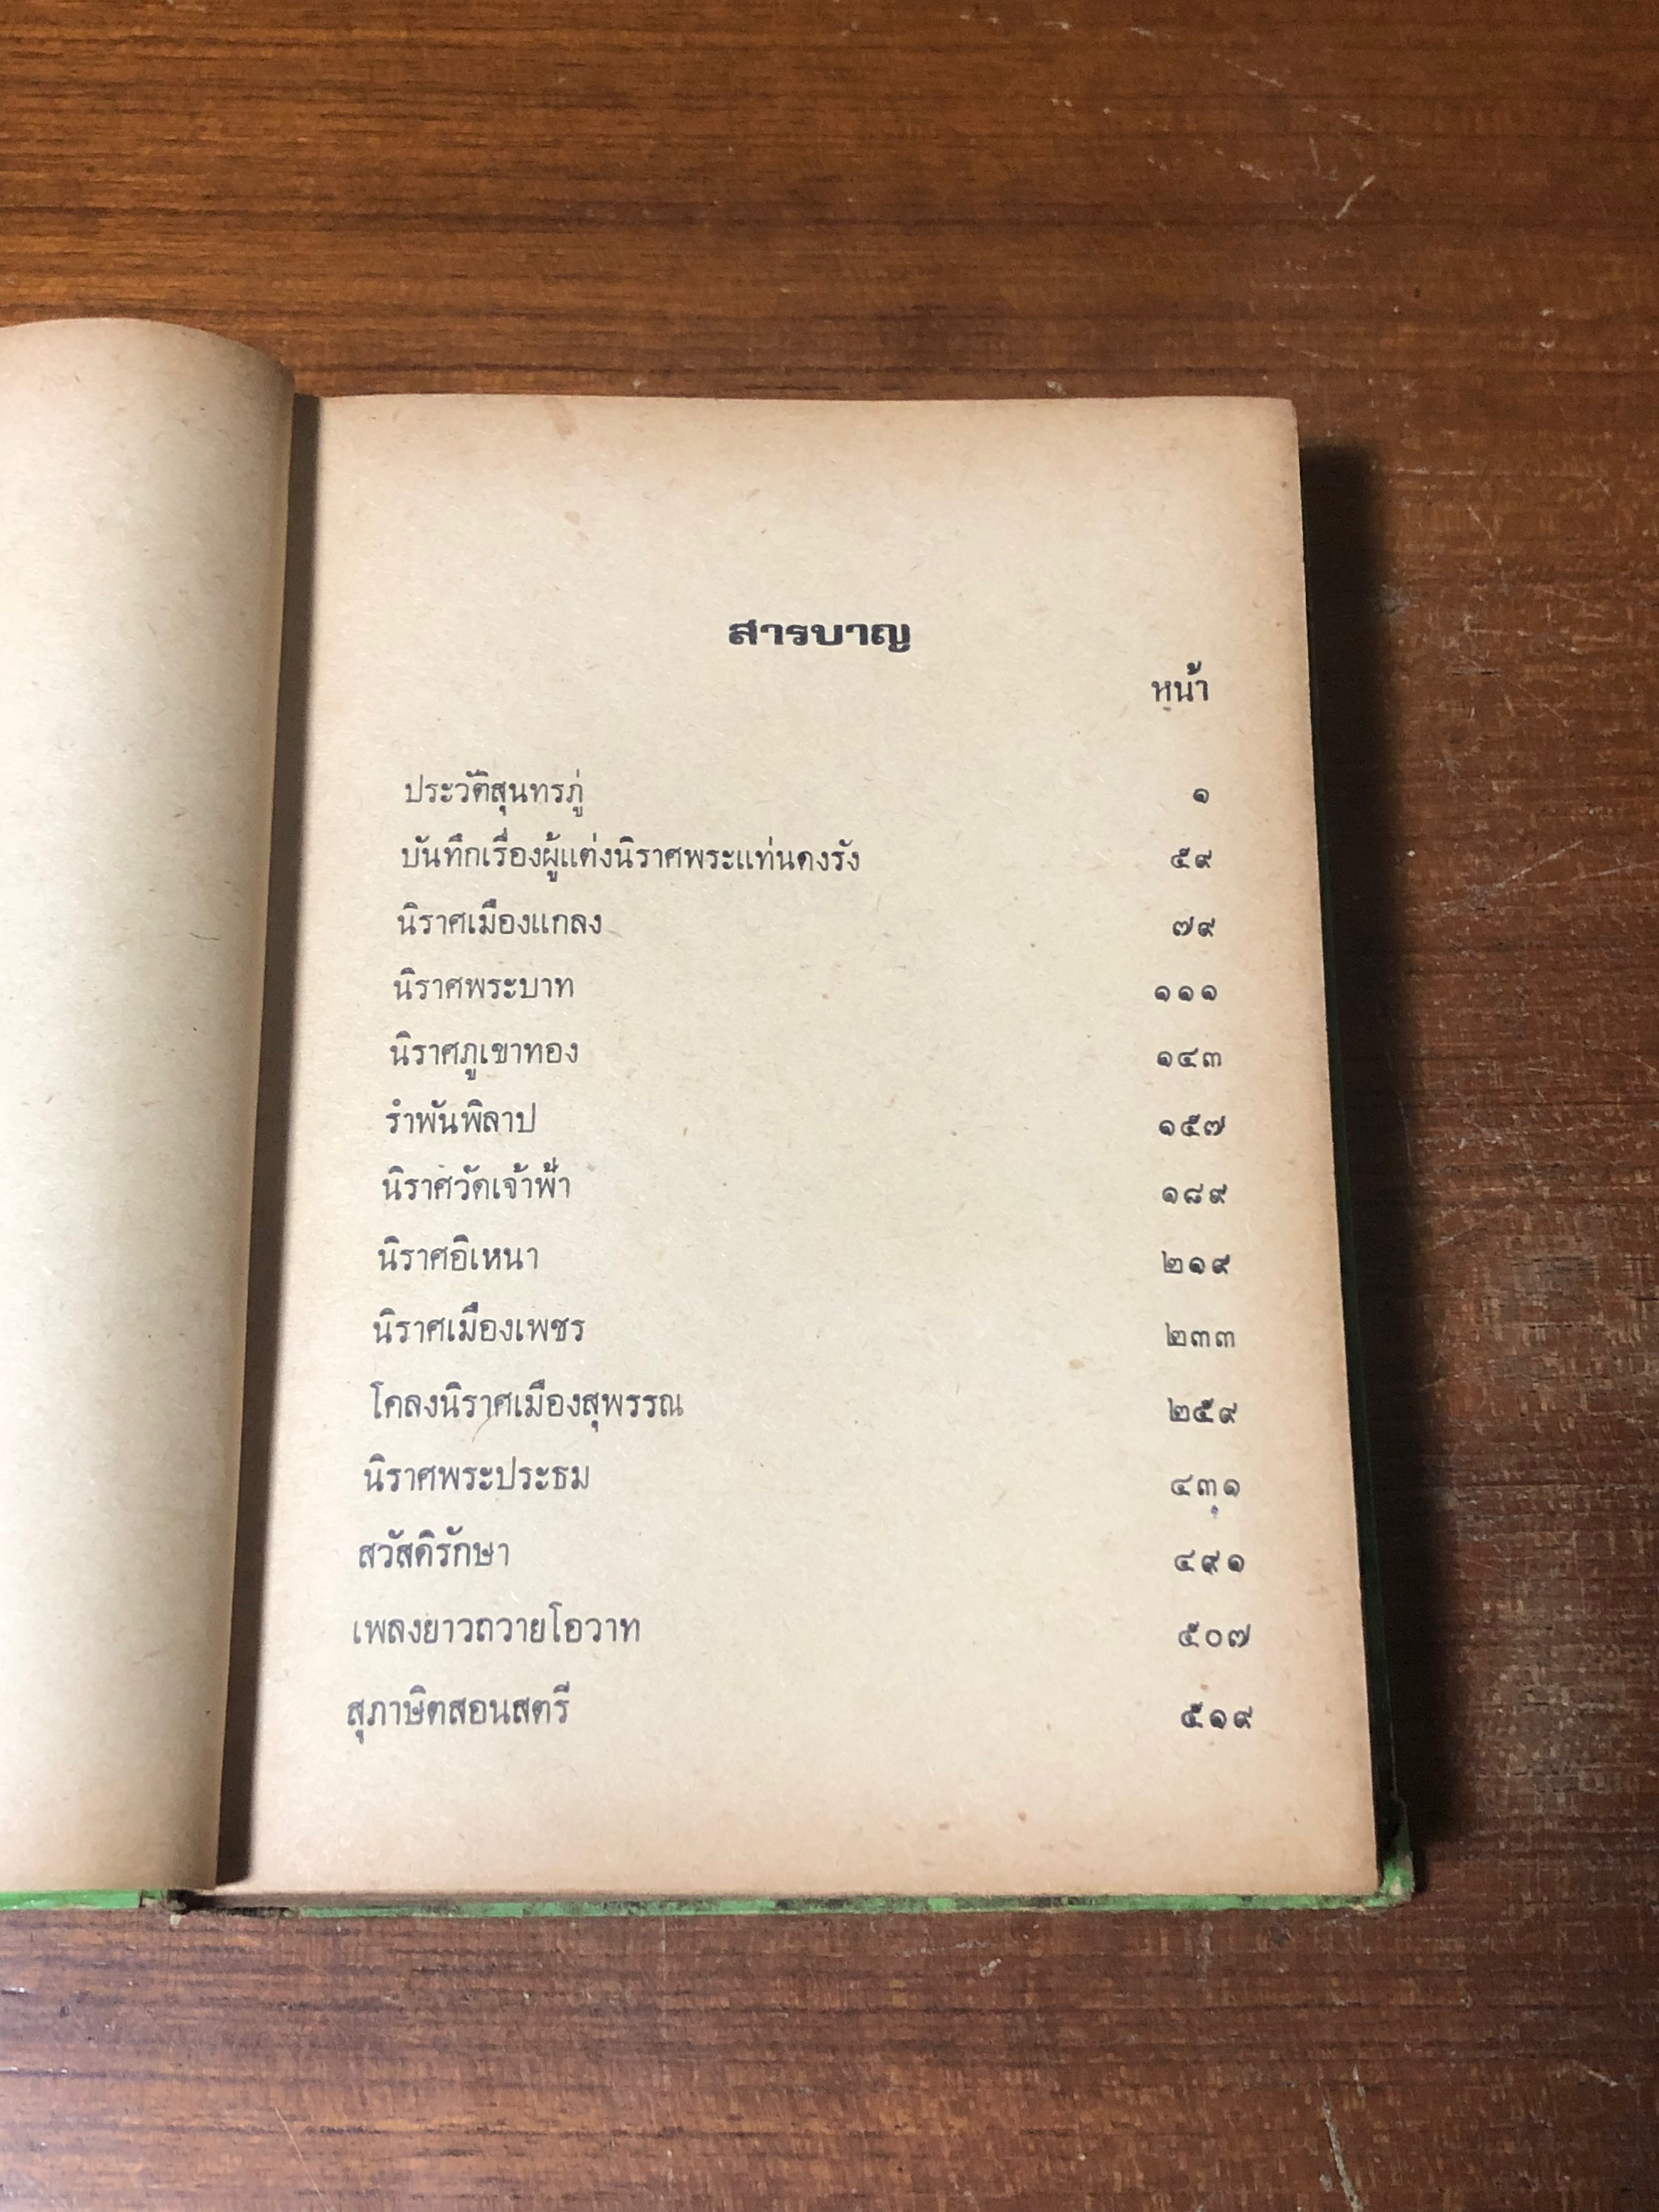 สารบาญ
หน้า
ประวัติสุนทรภู่ ๑
บันทึกเรื่องผู้แต่งนิราศพระแท่นดงรัง ๕๙
นิราศเมืองแกลง ๗๙
นิราศพระบาท ๑๑๑
นิราศภูเขาทอง ๑๔๓
รำพันพิลาป ๑๕๗
นิราศวัดเจ้าฟ้า ๑๘๙
นิราศอิเหนา ๒๑๙
นิราศเมืองเพชร ๒๓๓
โคลงนิราศเมืองสุพรรณ ๒๕๙
นิราศพระประธม ๔๓๑
สวัสดิรักษา ๔๙๑
เพลงยาวถวายโอวาท ๕๐๗
สุภาษิตสอนสตรี ๕๑๙